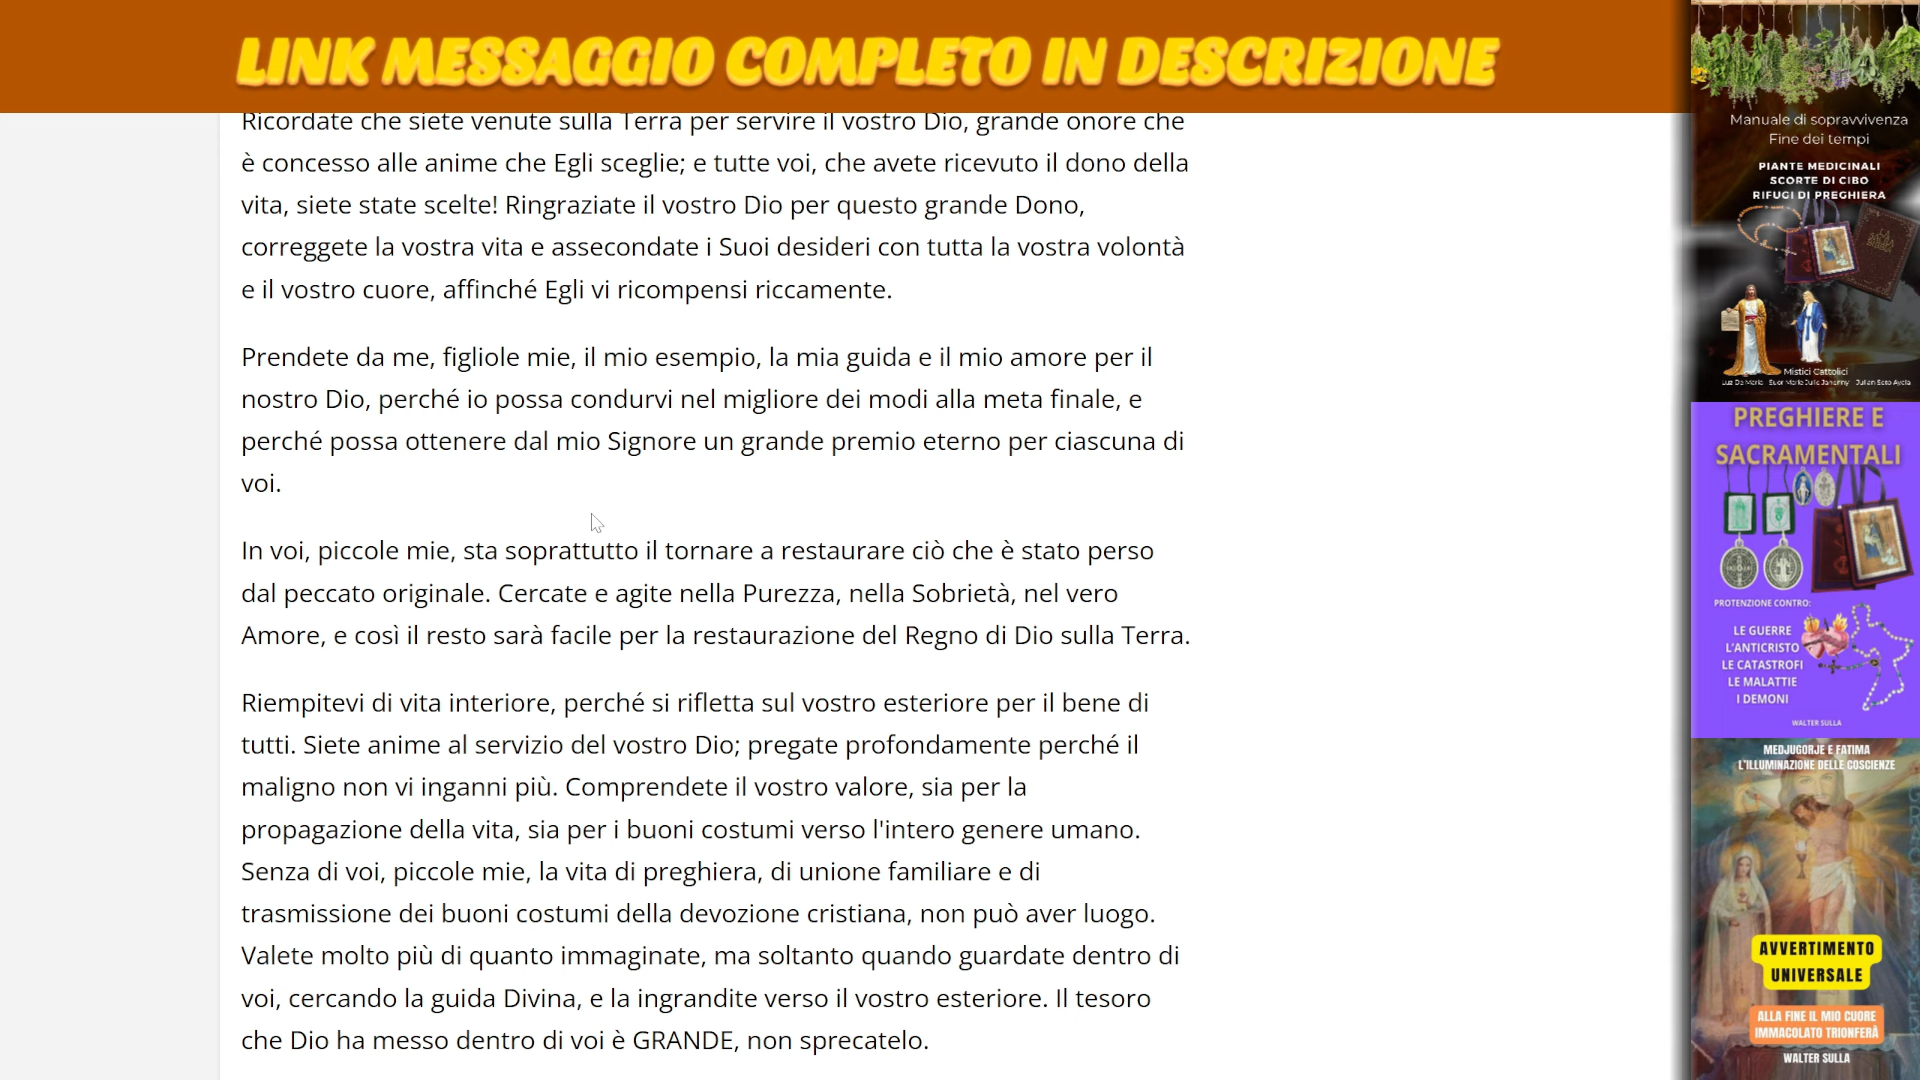 LINK MESSAGGIO COMPLETO IN DESCRIZIONE
Ricordate che siete venute sulla Terra per servire il vostro Dio, grande onore che
è concesso alle anime che Egli sceglie; e tutte voi, che avete ricevuto il dono della
vita, siete state scelte! Ringraziate il vostro Dio per questo grande Dono,
correggete la vostra vita e assecondate i Suoi desideri con tutta la vostra volontà
e il vostro cuore, affinché Egli vi ricompensi riccamente.
Prendete da me, figliole mie, il mio esempio, la mia guida e il mio amore per il
nostro Dio, perché io possa condurvi nel migliore dei modi alla meta finale, e
perché possa ottenere dal mio Signore un grande premio eterno per ciascuna di
voi.
In voi, piccole mie, sta soprattutto il tornare a restaurare ciò che è stato perso
dal peccato originale. Cercate e agite nella Purezza, nella Sobrietà, nel vero
Amore, e così il resto sarà facile per la restaurazione del Regno di Dio sulla Terra.
Riempitevi di vita interiore, perché si rifletta sul vostro esteriore per il bene di
tutti. Siete anime al servizio del vostro Dio; pregate profondamente perché il
maligno non vi inganni più. Comprendete il vostro valore, sia per la
propagazione della vita, sia per i buoni costumi verso l'intero genere umano.
Senza di voi, piccole mie, la vita di preghiera, di unione familiare e di
trasmissione dei buoni costumi della devozione cristiana, non può aver luogo.
Valete molto più di quanto immaginate, ma soltanto quando guardate dentro di
voi, cercando la guida Divina, e la ingrandite verso il vostro esteriore. Il tesoro
che Dio ha messo dentro di voi è GRANDE, non sprecatelo.
Manuale di sopravvivenza
Fine dei tempi
PIANTE MEDICINALI
SCORTE DI CIBO
RIFUGI DI PREGHIERA
Mistici Cattolici
PREGHIERE E
SACRAMENTALI
PROTENZIONE CONTRO:
LE GUERRE
L'ANTICRISTO
LE CATASTROFI
LE MALATTIE
I DEMONI
WALTER SULLA
MEDJUGORJE E FATIMA
L'ILLUMINAZIONE DELLE COSCIENZE
AVVERTIMENTO
UNIVERSALE
ALLA FINE IL MIO CUORE
IMMACOLATO TRIONFERÀ
WALTER SULLA